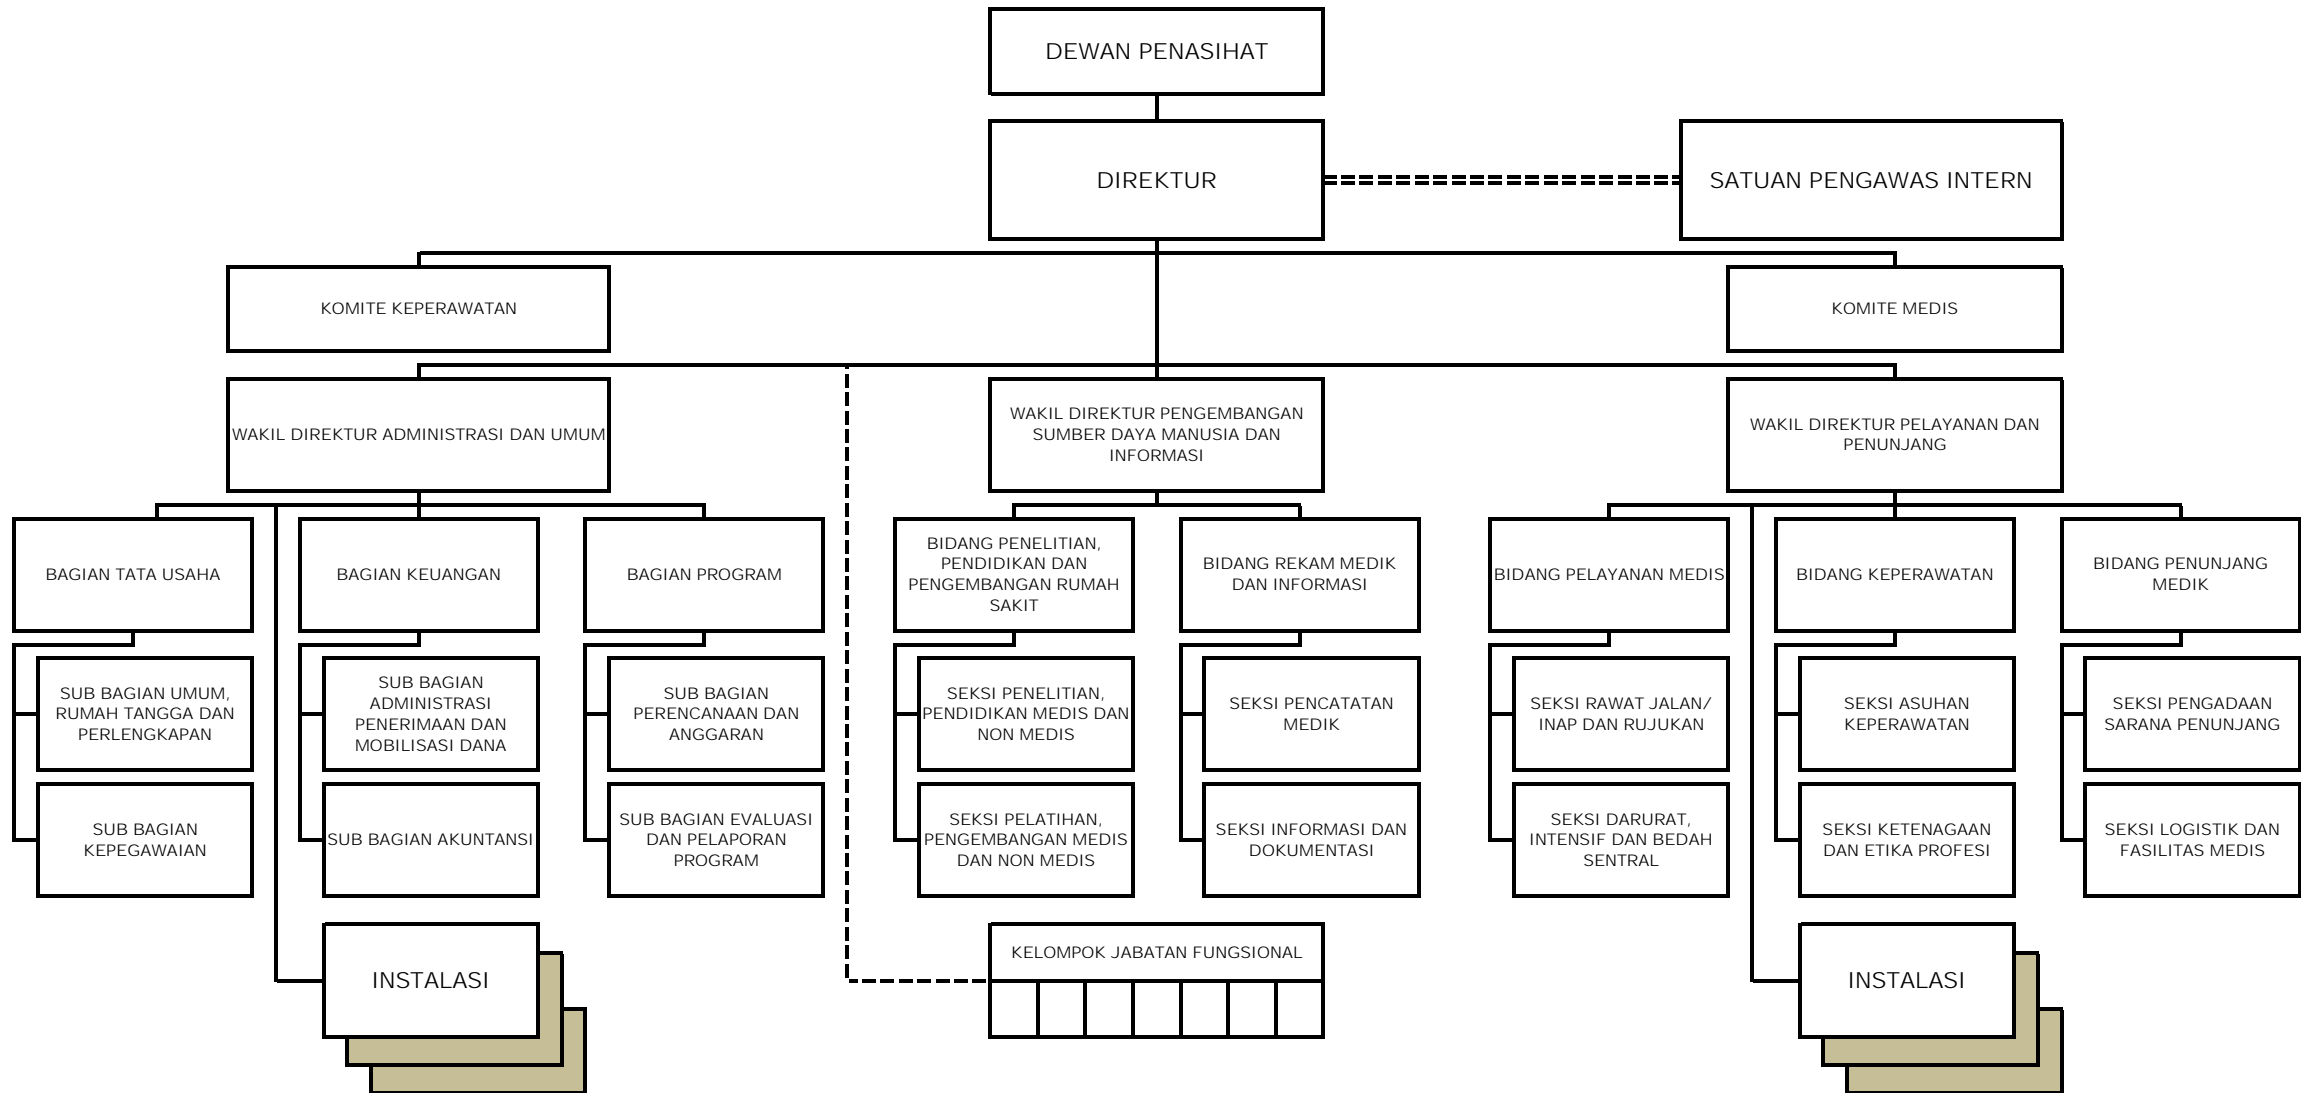 DEWAN PENASIHAT
DIREKTUR
SATUAN PENGAWAS INTERN
KOMITE KEPERAWATAN
KOMITE MEDIS
WAKIL DIREKTUR ADMINISTRASI DAN UMUM
WAKIL DIREKTUR PENGEMBANGAN
SUMBER DAYA MANUSIA DAN
INFORMASI
WAKIL DIREKTUR PELAYANAN DAN
PENUNJANG
BAGIAN TATA USAHA
BAGIAN KEUANGAN
BAGIAN PROGRAM
BIDANG PENELITIAN,
PENDIDIKAN DAN
PENGEMBANGAN RUMAH
SAKIT
BIDANG REKAM MEDIK
DAN INFORMASI
BIDANG PELAYANAN MEDIS
BIDANG KEPERAWATAN
BIDANG PENUNJANG
MEDIK
SUB BAGIAN UMUM,
RUMAH TANGGA DAN
PERLENGKAPAN
SUB BAGIAN
ADMINISTRASI
PENERIMAAN DAN
MOBILISASI DANA
SUB BAGIAN
PERENCANAAN DAN
ANGGARAN
SEKSI PENELITIAN,
PENDIDIKAN MEDIS DAN
NON MEDIS
SEKSI PENCATATAN
MEDIK
SEKSI RAWAT JALAN/
INAP DAN RUJUKAN
SEKSI ASUHAN
KEPERAWATAN
SEKSI PENGADAAN
SARANA PENUNJANG
SUB BAGIAN
KEPEGAWAIAN
SUB BAGIAN AKUNTANSI
SUB BAGIAN EVALUASI
DAN PELAPORAN
PROGRAM
SEKSI PELATIHAN,
PENGEMBANGAN MEDIS
DAN NON MEDIS
SEKSI INFORMASI DAN
DOKUMENTASI
SEKSI DARURAT,
INTENSIF DAN BEDAH
SENTRAL
SEKSI KETENAGAAN
DAN ETIKA PROFESI
SEKSI LOGISTIK DAN
FASILITAS MEDIS
INSTALASI
KELOMPOK JABATAN FUNGSIONAL
INSTALASI